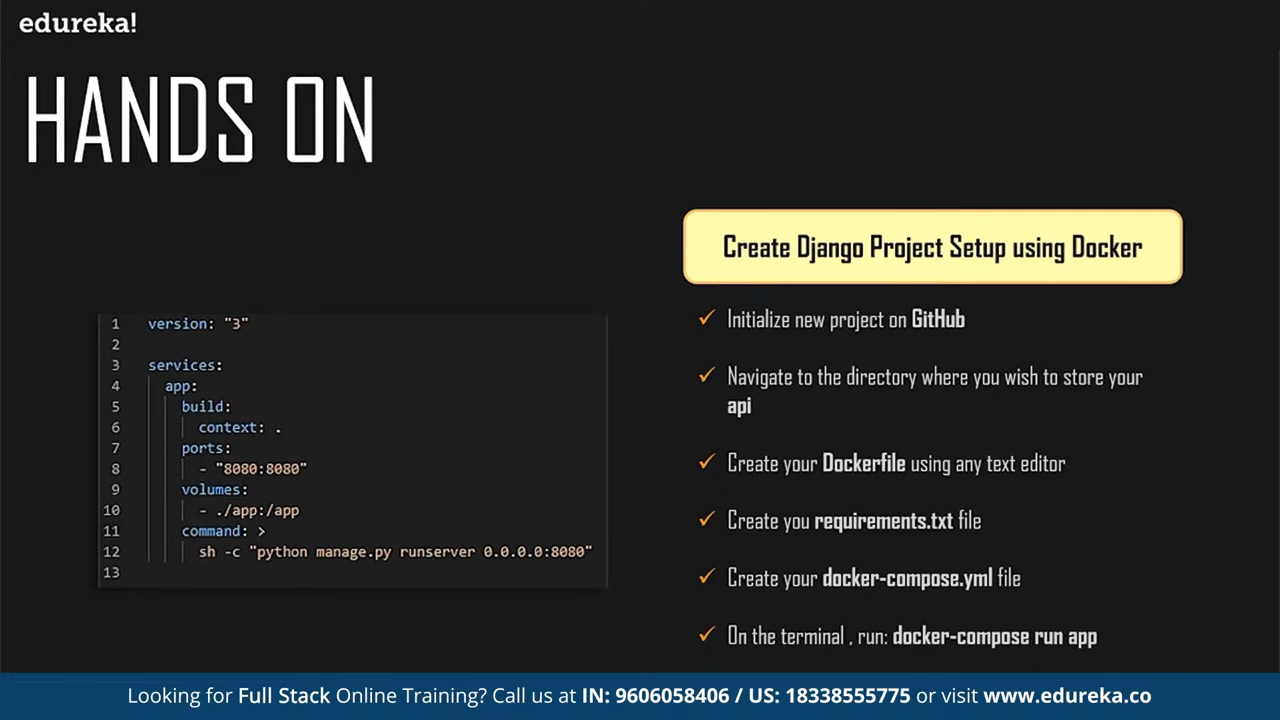 edureka!
HANDS ON
Create Django Project Setup using Docker
1 version: "3"
2
3 services:
4 app:
5 build:
6 context: .
7 ports:
8 - "8080:8080"
9 volumes:
10 - ./app:/app
11 command: >
12 sh -c "python manage.py runserver 0.0.0.0:8080"
13
✓ Initialize new project on GitHub
✓ Navigate to the directory where you wish to store your
api
✓ Create your Dockerfile using any text editor
✓ Create you requirements.txt file
✓ Create your docker-compose.yml file
✓ On the terminal , run: docker-compose run app
Looking for Full Stack Online Training? Call us at IN: 9606058406 / US: 18338555775 or visit www.edureka.co